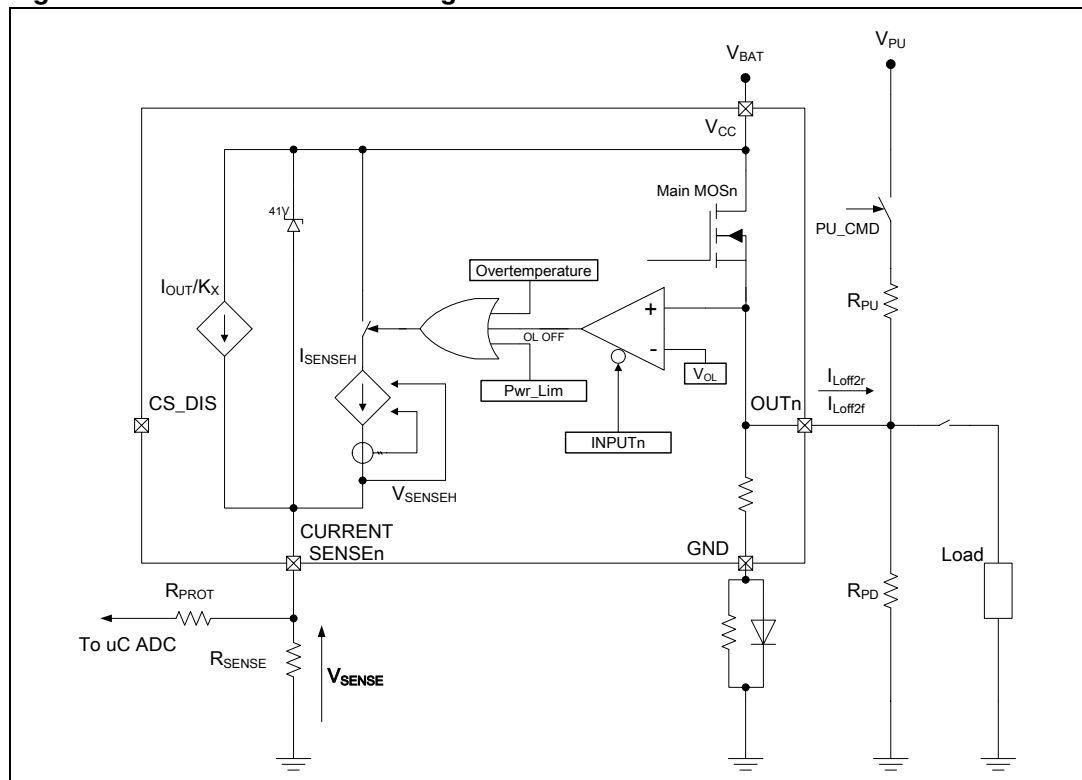 V_BAT
V_PU
V_CC
Main MOSn
41V
PU_CMD
Overtemperature
R_PU
I_OUT/K_X
+
OL OFF
-
I_SENSEH
V_OL
I_Loff2r
Pwr_Lim
CS_DIS
OUTn
I_Loff2f
INPUTn
V_SENSEH
CURRENT
SENSEn
GND
Load
R_PROT
R_PD
To uC ADC
R_SENSE
V_SENSE